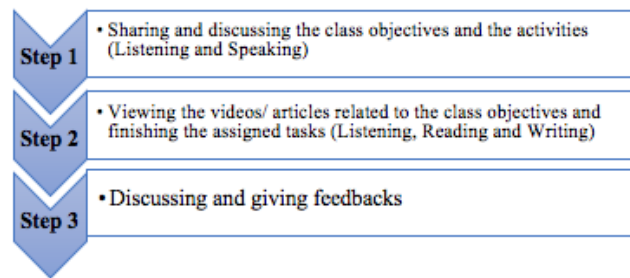 Step 1
• Sharing and discussing the class objectives and the activities
(Listening and Speaking)
Step 2
• Viewing the videos/ articles related to the class objectives and
finishing the assigned tasks (Listening, Reading and Writing)
Step 3
• Discussing and giving feedbacks